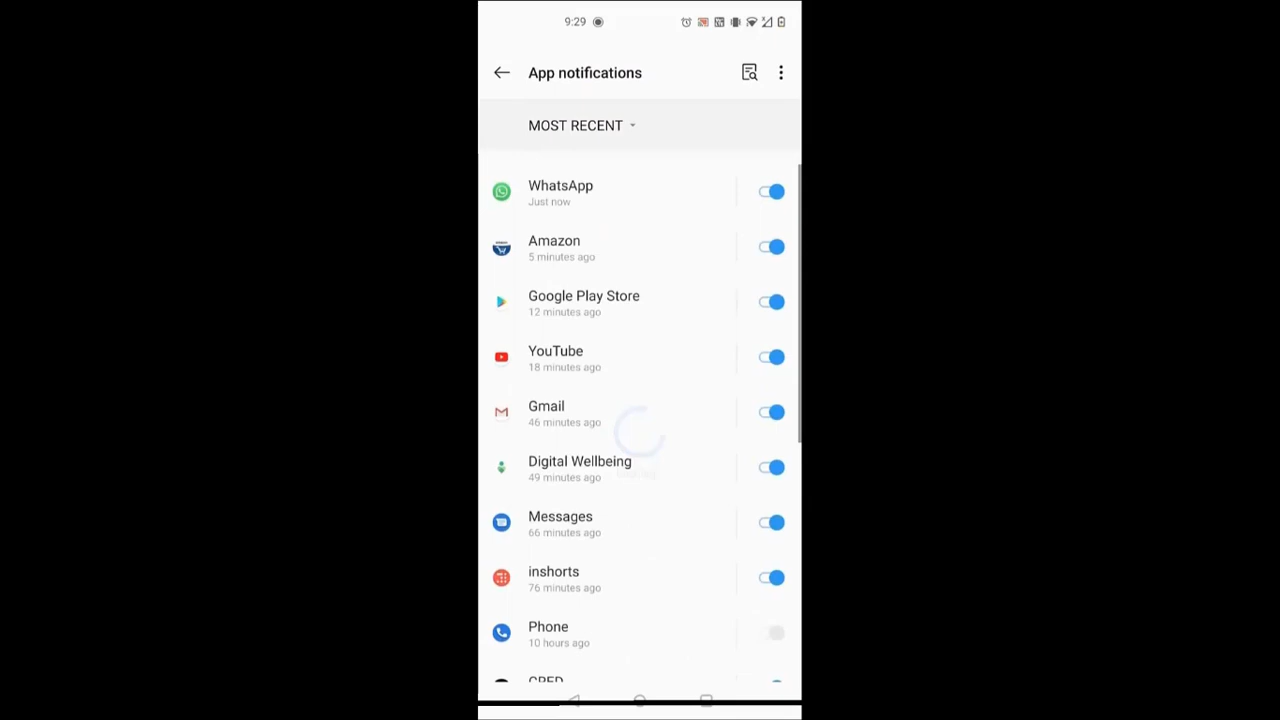 9:29
App notifications
MOST RECENT
WhatsApp
Just now
Amazon
5 minutes ago
Google Play Store
12 minutes ago
YouTube
18 minutes ago
Gmail
46 minutes ago
Digital Wellbeing
49 minutes ago
Messages
66 minutes ago
inshorts
76 minutes ago
Phone
10 hours ago
CRED